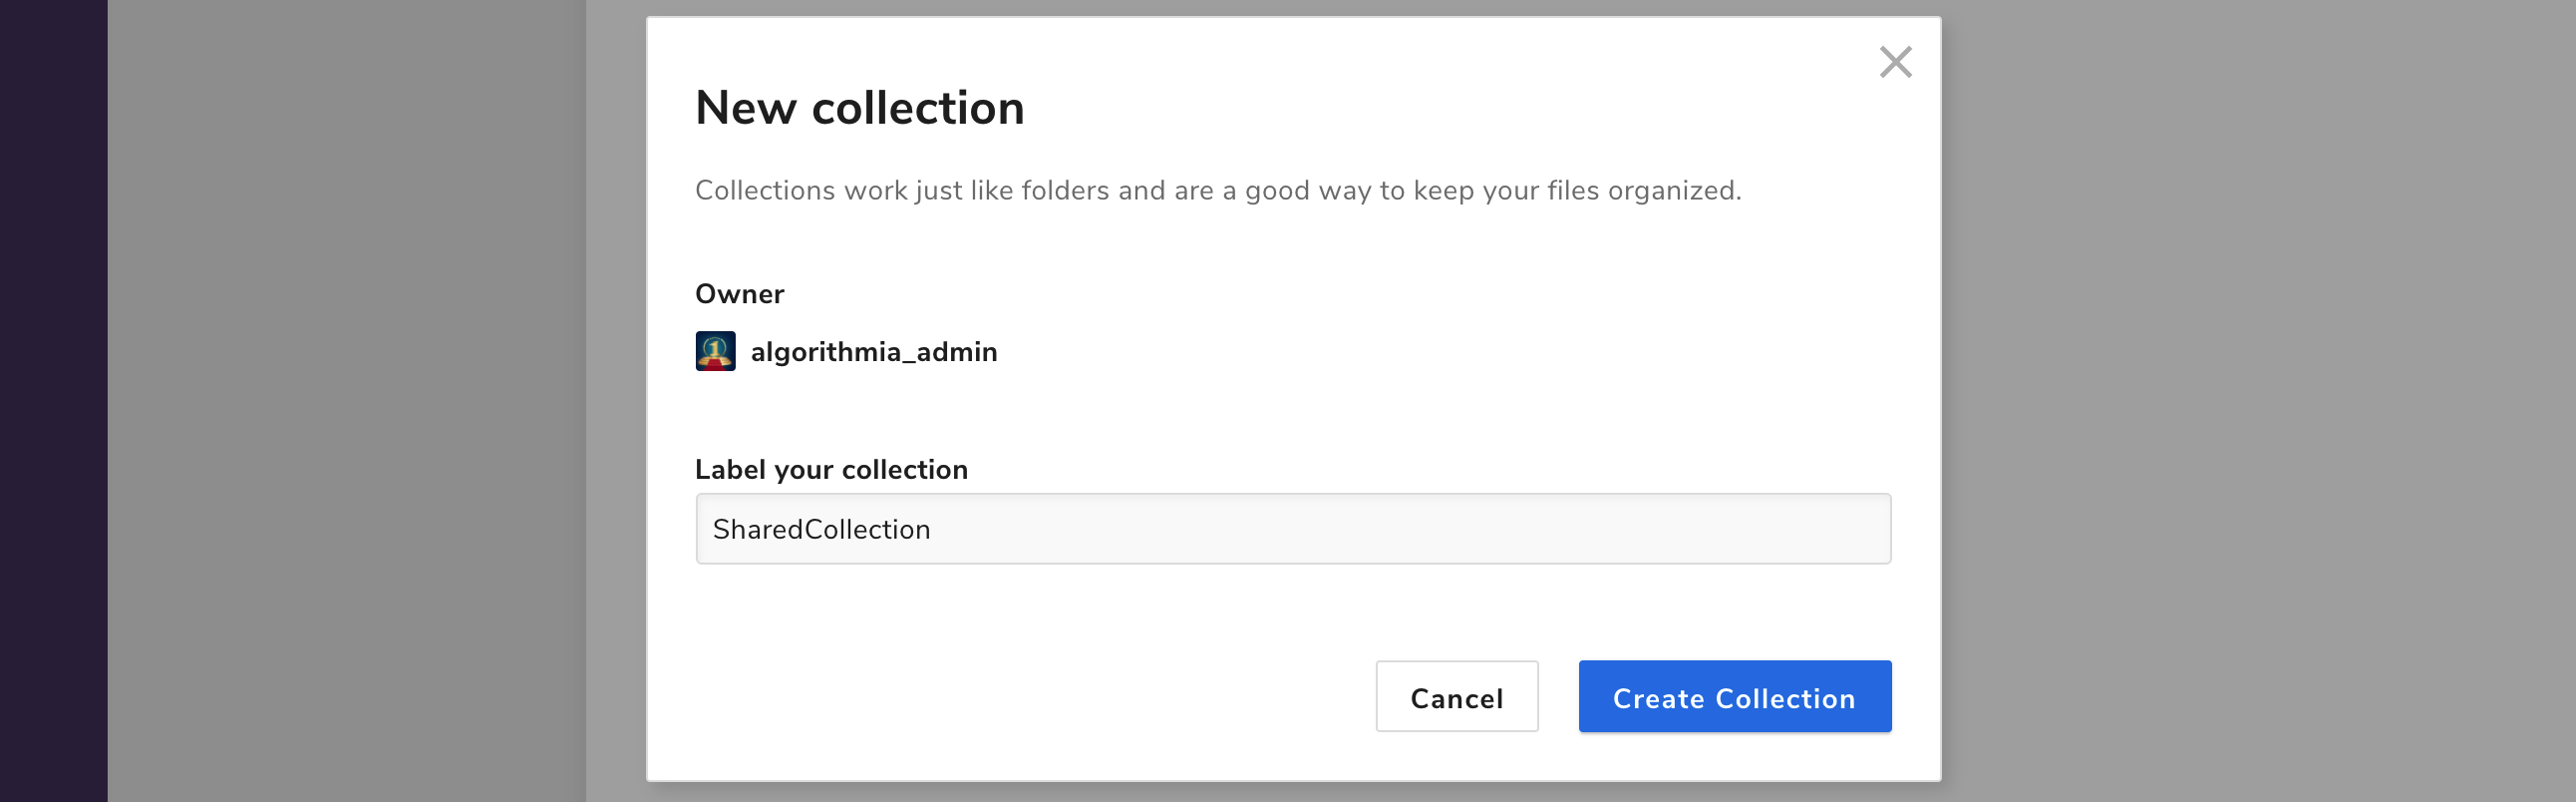 New collection
Collections work just like folders and are a good way to keep your files organized.
Owner
1
algorithmia_admin
Label your collection
SharedCollection
Cancel
Create Collection